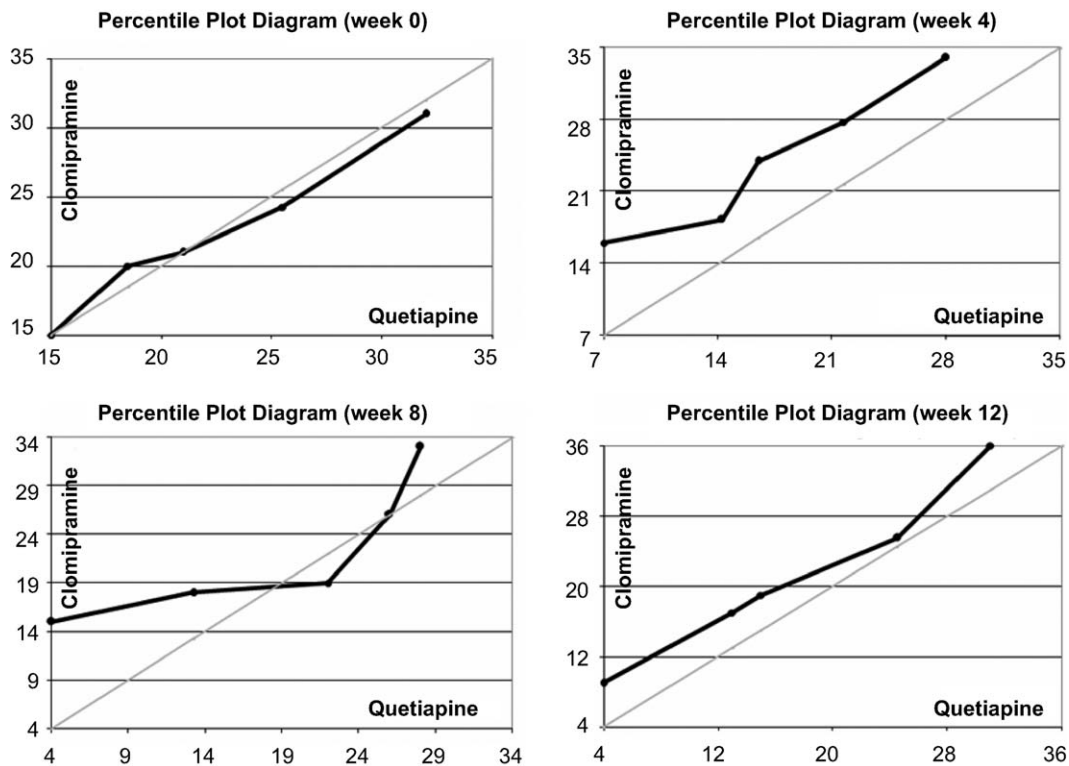 Percentile Plot Diagram (week 0)
35
30
25
20
15
Clomipramine
Quetiapine
15 20 25 30 35
Percentile Plot Diagram (week 4)
35
28
21
14
7
Clomipramine
7 14 21 28 35
Percentile Plot Diagram (week 8)
34
29
24
19
14
9
4
Clomipramine
Quetiapine
4 9 14 19 24 29 34
Percentile Plot Diagram (week 12)
36
28
20
12
4
Clomipramine
Quetiapine
4 12 20 28 36